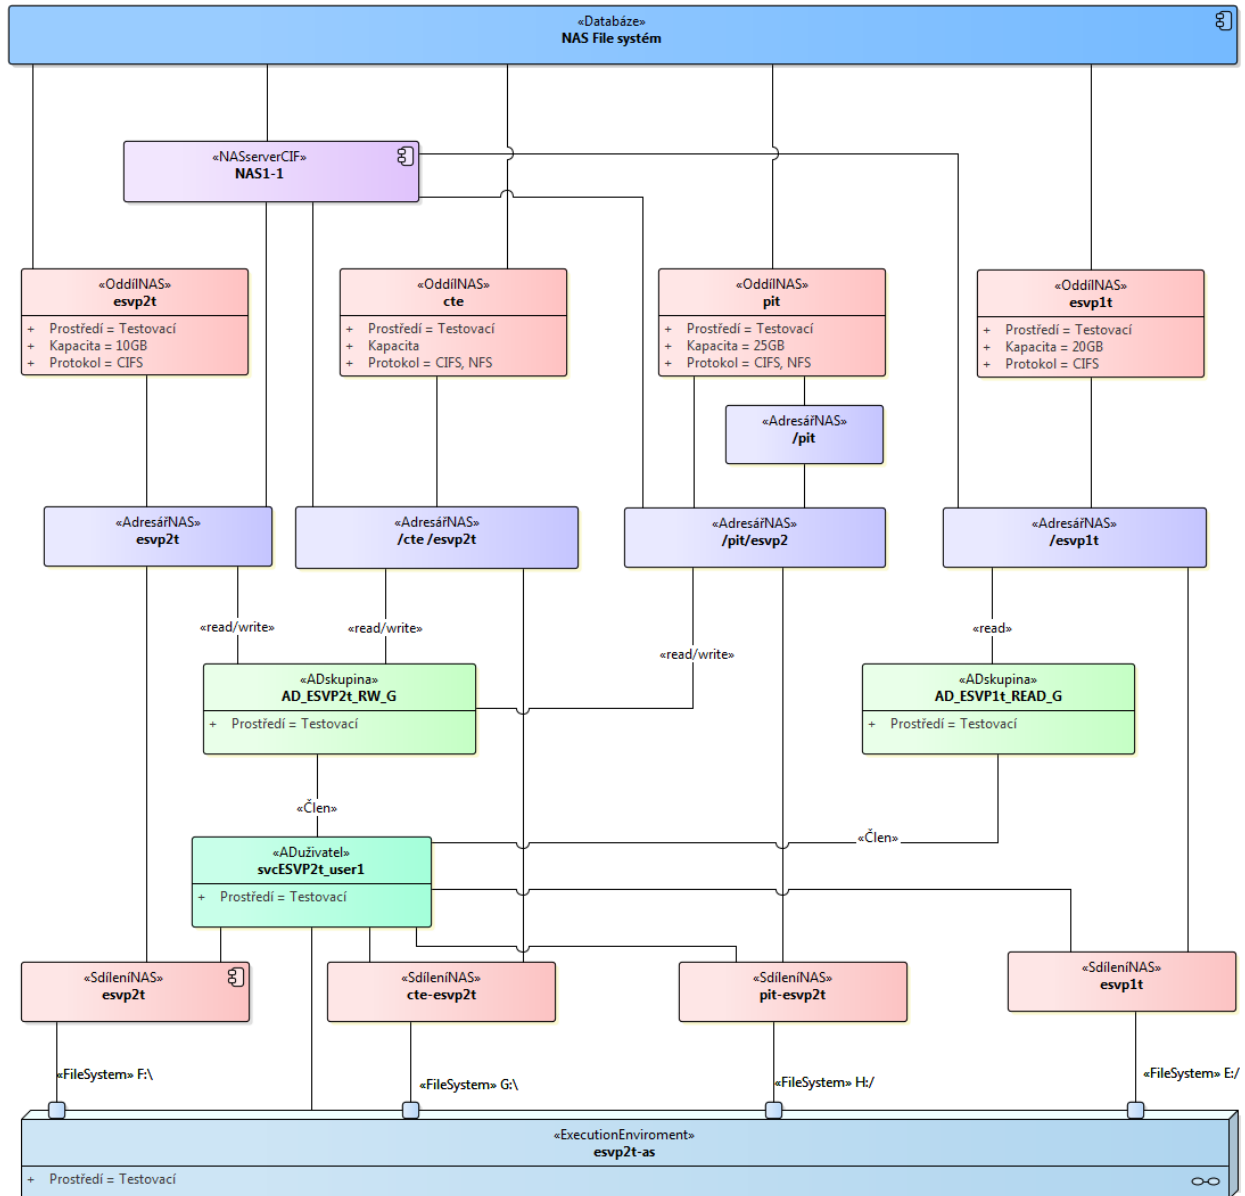 «Databáze»
NAS File systém
«NASserverCIF»
NAS1-1
«OddílNAS»
esvp2t
+ Prostředí = Testovací
+ Kapacita = 10GB
+ Protokol = CIFS
«OddílNAS»
cte
+ Prostředí = Testovací
+ Kapacita
+ Protokol = CIFS, NFS
«OddílNAS»
pit
+ Prostředí = Testovací
+ Kapacita = 25GB
+ Protokol = CIFS, NFS
«OddílNAS»
esvp1t
+ Prostředí = Testovací
+ Kapacita = 20GB
+ Protokol = CIFS
«AdresářNAS»
/pit
«AdresářNAS»
esvp2t
«AdresářNAS»
/cte /esvp2t
«AdresářNAS»
/pit/esvp2
«AdresářNAS»
/esvp1t
«read/write»
«read/write»
«read/write»
«read»
«ADskupina»
AD_ESVP2t_RW_G
+ Prostředí = Testovací
«ADskupina»
AD_ESVP1t_READ_G
+ Prostředí = Testovací
«Člen»
«Člen»
«ADuživatel»
svcESVP2t_user1
+ Prostředí = Testovací
«SdíleníNAS»
esvp2t
«SdíleníNAS»
cte-esvp2t
«SdíleníNAS»
pit-esvp2t
«SdíleníNAS»
esvp1t
«FileSystem» F:\
«FileSystem» G:\
«FileSystem» H:/
«FileSystem» E:/
«ExecutionEnviroment»
esvp2t-as
+ Prostředí = Testovací